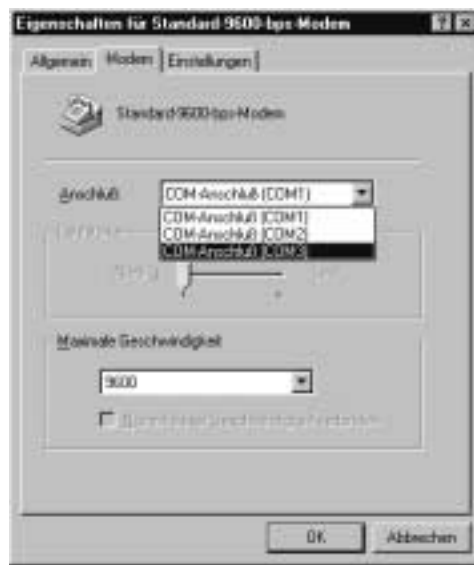 Eigenschaften für Standard 9600-bps-Modem
Allgemein Modem Einstellungen
Standard-9600-bps-Modem
Anschluß: COM-Anschluß (COM1)
COM-Anschluß (COM1)
COM-Anschluß (COM2)
COM-Anschluß (COM3)
Maximale Geschwindigkeit
9600
OK Abbrechen